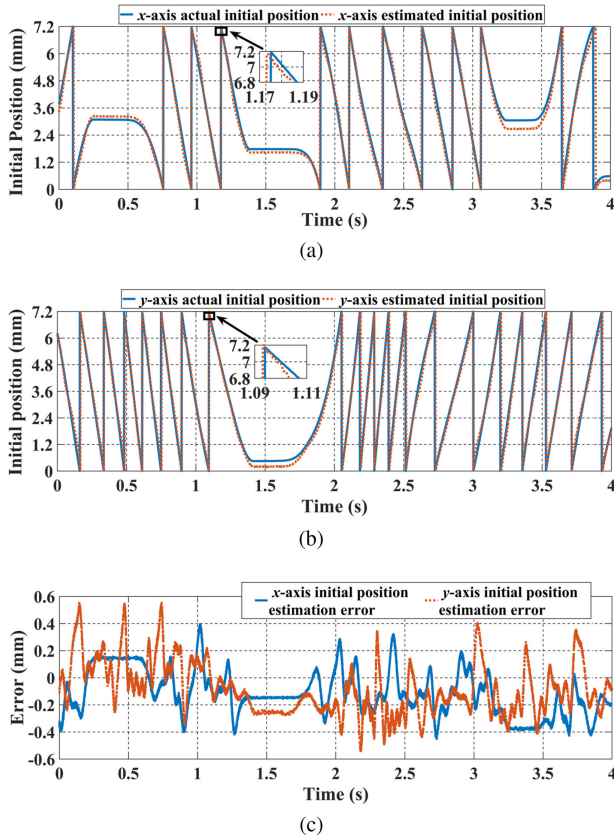 x-axis actual initial position x-axis estimated initial position
7.2
6
4.8
3.6
2.4
1.2
0
Initial Position (mm)
7.2
7
6.8
1.17 1.19
0 0.5 1 1.5 2 2.5 3 3.5 4
Time (s)
(a)
y-axis actual initial position y-axis estimated initial position
7.2
6
4.8
3.6
2.4
1.2
0
Initial position (mm)
7.2
7
6.8
1.09 1.11
0 0.5 1 1.5 2 2.5 3 3.5 4
Time (s)
(b)
x-axis initial position y-axis initial position
estimation error estimation error
0.6
0.4
0.2
0
-0.2
-0.4
-0.6
Error (mm)
0 0.5 1 1.5 2 2.5 3 3.5 4
Time (s)
(c)